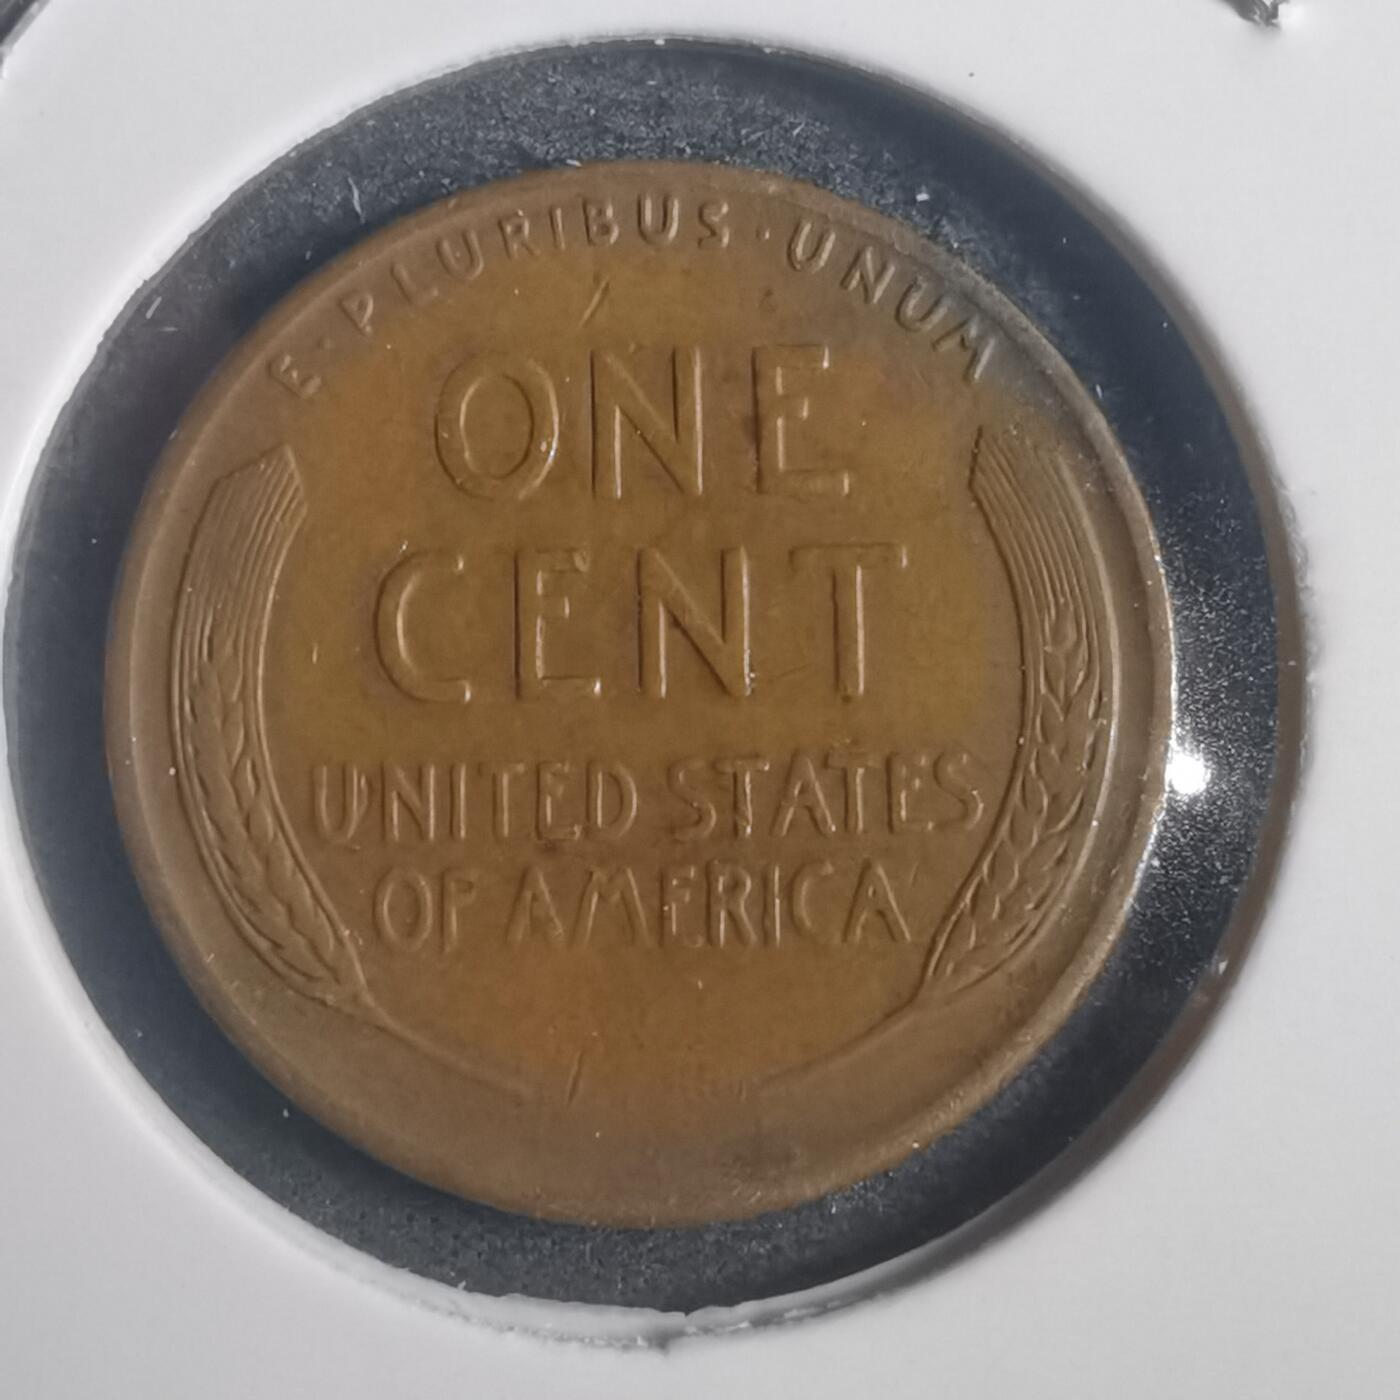 E·PLURIBUS·UNUM
ONE
CENT
UNITED STATES
OF AMERICA